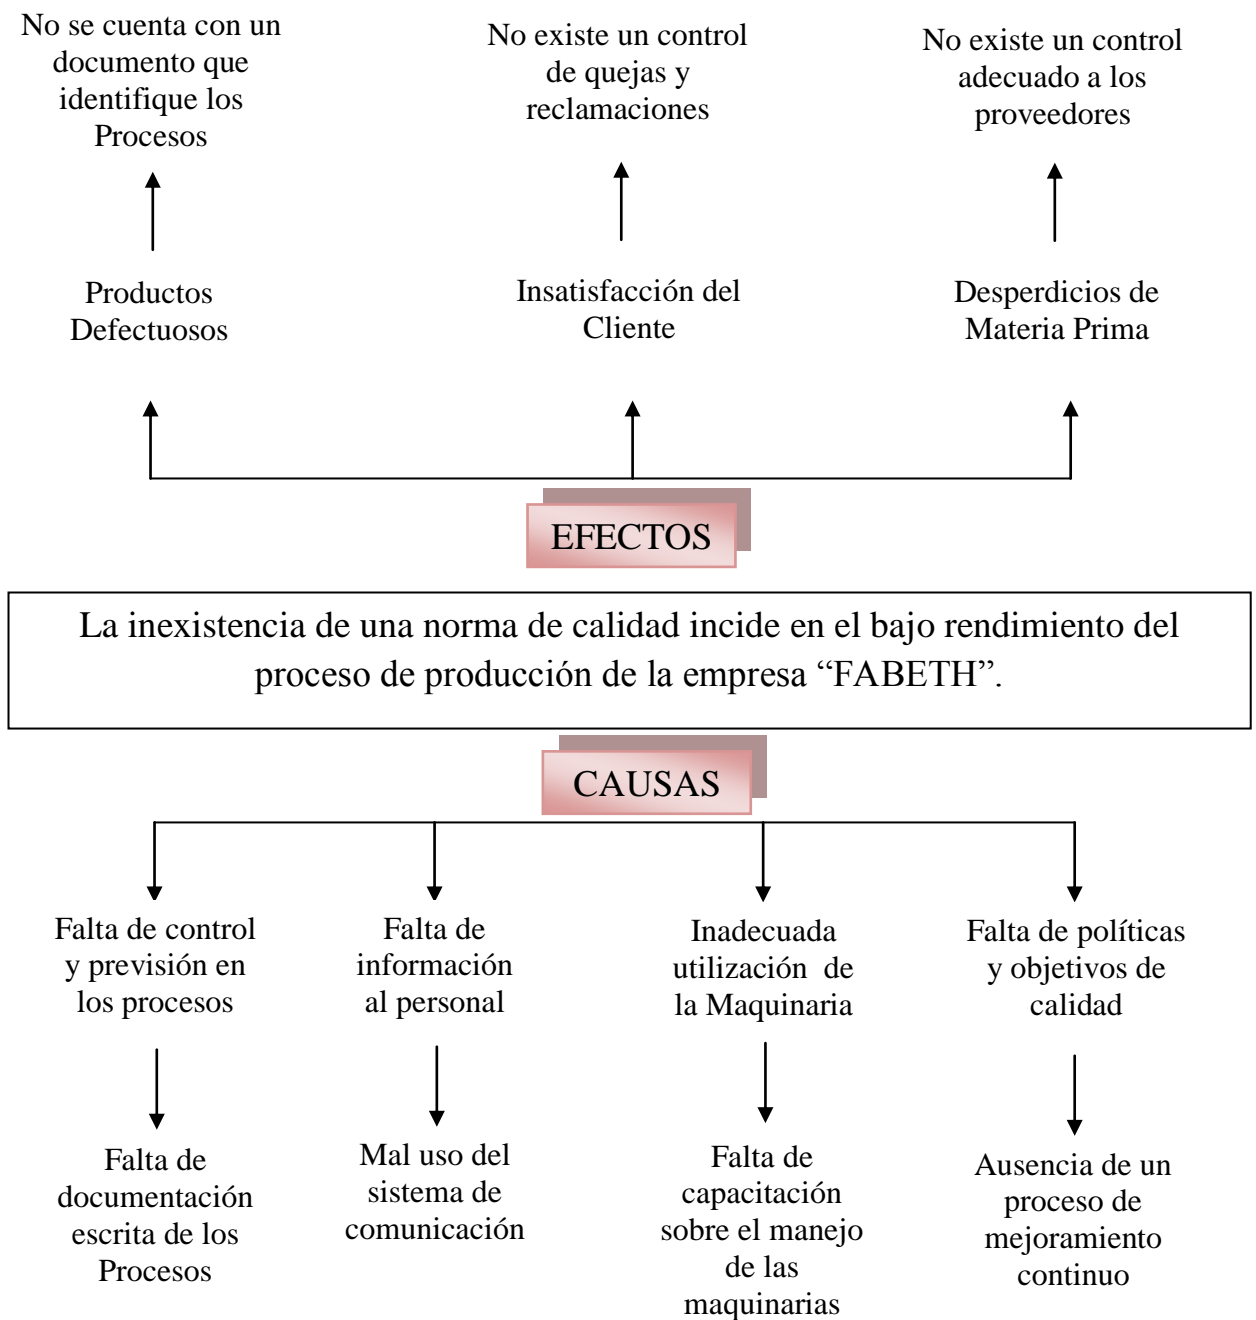 No se cuenta con un
documento que
identifique los
Procesos
No existe un control
de quejas y
reclamaciones
No existe un control
adecuado a los
proveedores
Productos
Defectuosos
Insatisfacción del
Cliente
Desperdicios de
Materia Prima
EFECTOS
La inexistencia de una norma de calidad incide en el bajo rendimiento del
proceso de producción de la empresa “FABETH”.
CAUSAS
Falta de control
y previsión en
los procesos
Falta de
información
al personal
Inadecuada
utilización de
la Maquinaria
Falta de políticas
y objetivos de
calidad
Falta de
documentación
escrita de los
Procesos
Mal uso del
sistema de
comunicación
Falta de
capacitación
sobre el manejo
de las
maquinarias
Ausencia de un
proceso de
mejoramiento
continuo